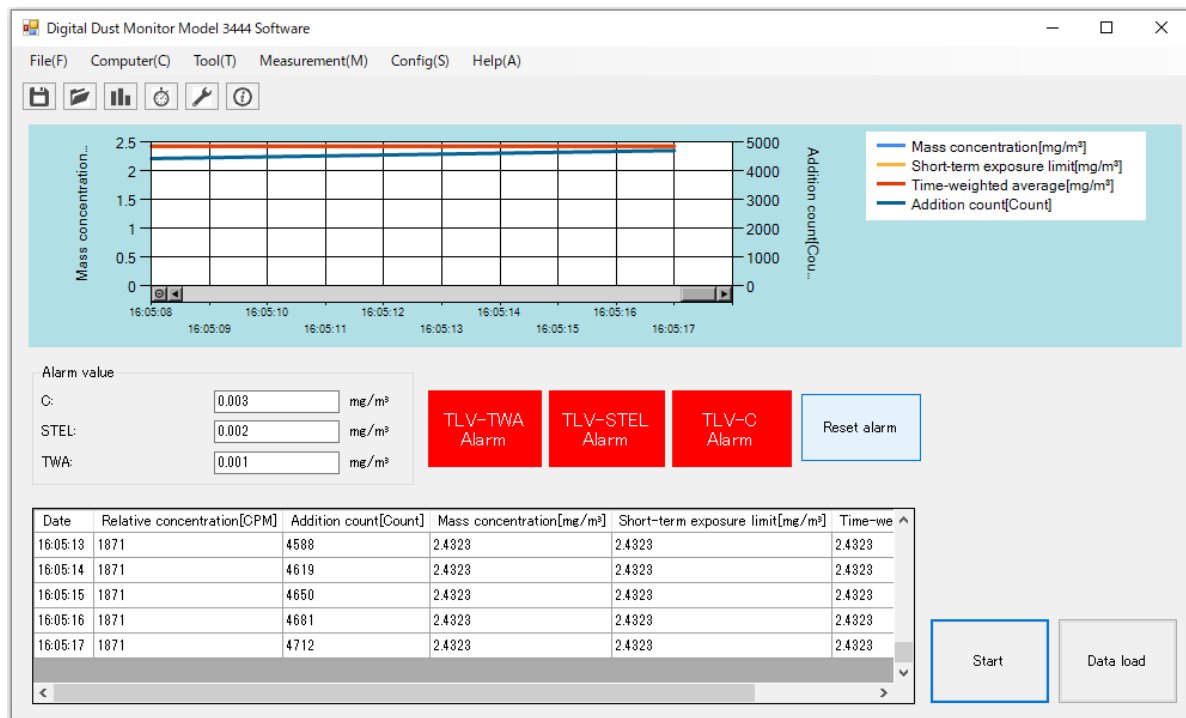 Digital Dust Monitor Model 3444 Software
File(F) Computer(C) Tool(T) Measurement(M) Config(S) Help(A)
Mass concentration...
2.5
2
1.5
1
0.5
0
5000
4000
3000
2000
1000
0
Addition count[Cou...
16:05:08 16:05:10 16:05:12 16:05:14 16:05:16
16:05:09 16:05:11 16:05:13 16:05:15 16:05:17
Mass concentration[mg/m³]
Short-term exposure limit[mg/m³]
Time-weighted average[mg/m³]
Addition count[Count]
Alarm value
C: 0.003 mg/m³
STEL: 0.002 mg/m³
TWA: 0.001 mg/m³
TLV-TWA
Alarm
TLV-STEL
Alarm
TLV-C
Alarm
Reset alarm
Date Relative concentration[CPM] Addition count[Count] Mass concentration[mg/m³] Short-term exposure limit[mg/m³] Time-we
16:05:13 1871 4588 2.4323 2.4323 2.4323
16:05:14 1871 4619 2.4323 2.4323 2.4323
16:05:15 1871 4650 2.4323 2.4323 2.4323
16:05:16 1871 4681 2.4323 2.4323 2.4323
16:05:17 1871 4712 2.4323 2.4323 2.4323
Start
Data load